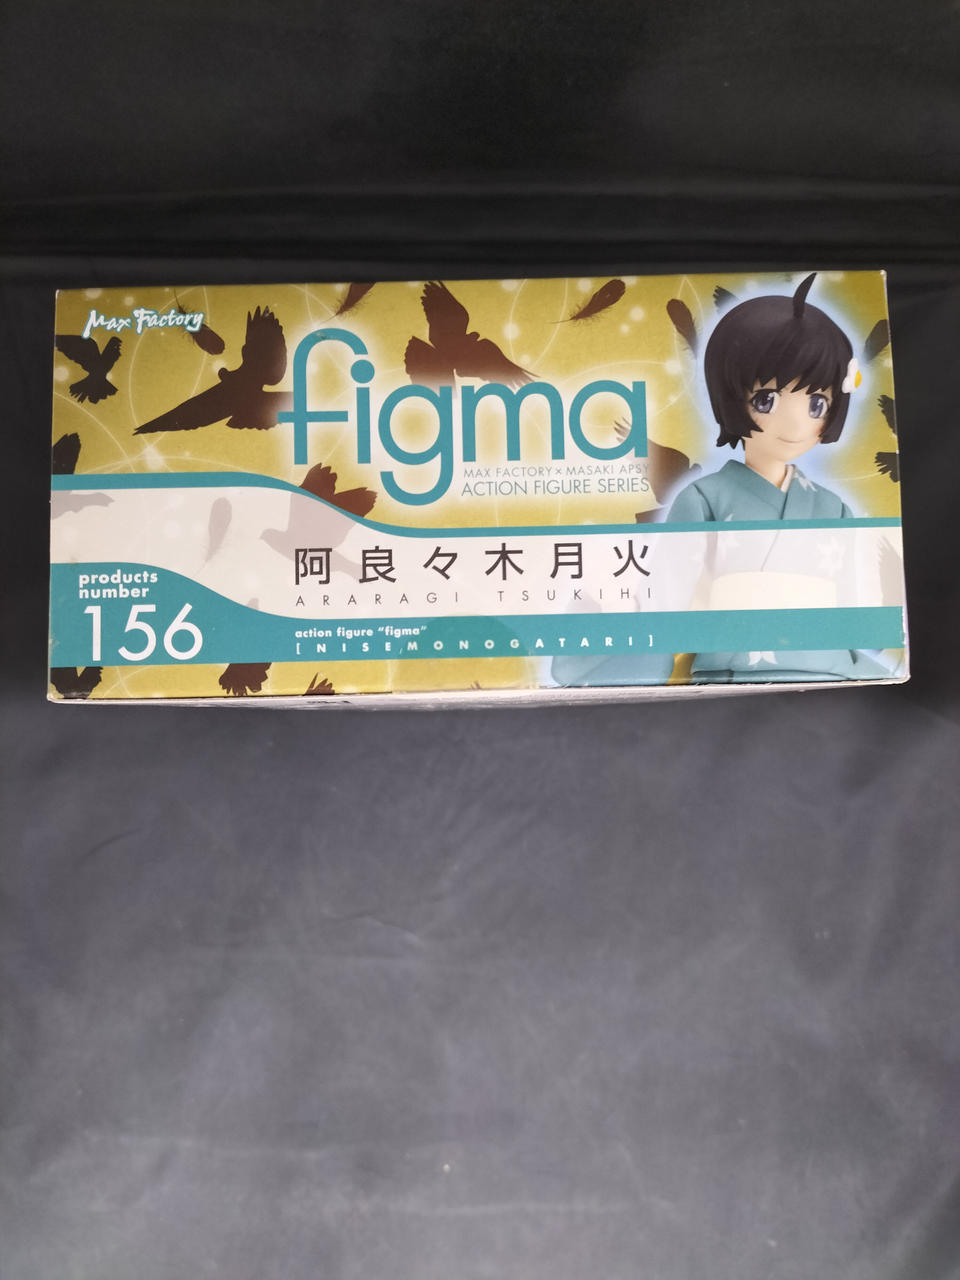 Max Factory
figma
MAX FACTORY × MASAKI APSY
ACTION FIGURE SERIES
阿良々木月火
ARARAGI TSUKIHI
products
number
156
action figure "figma"
[NISEMONOGATARI]